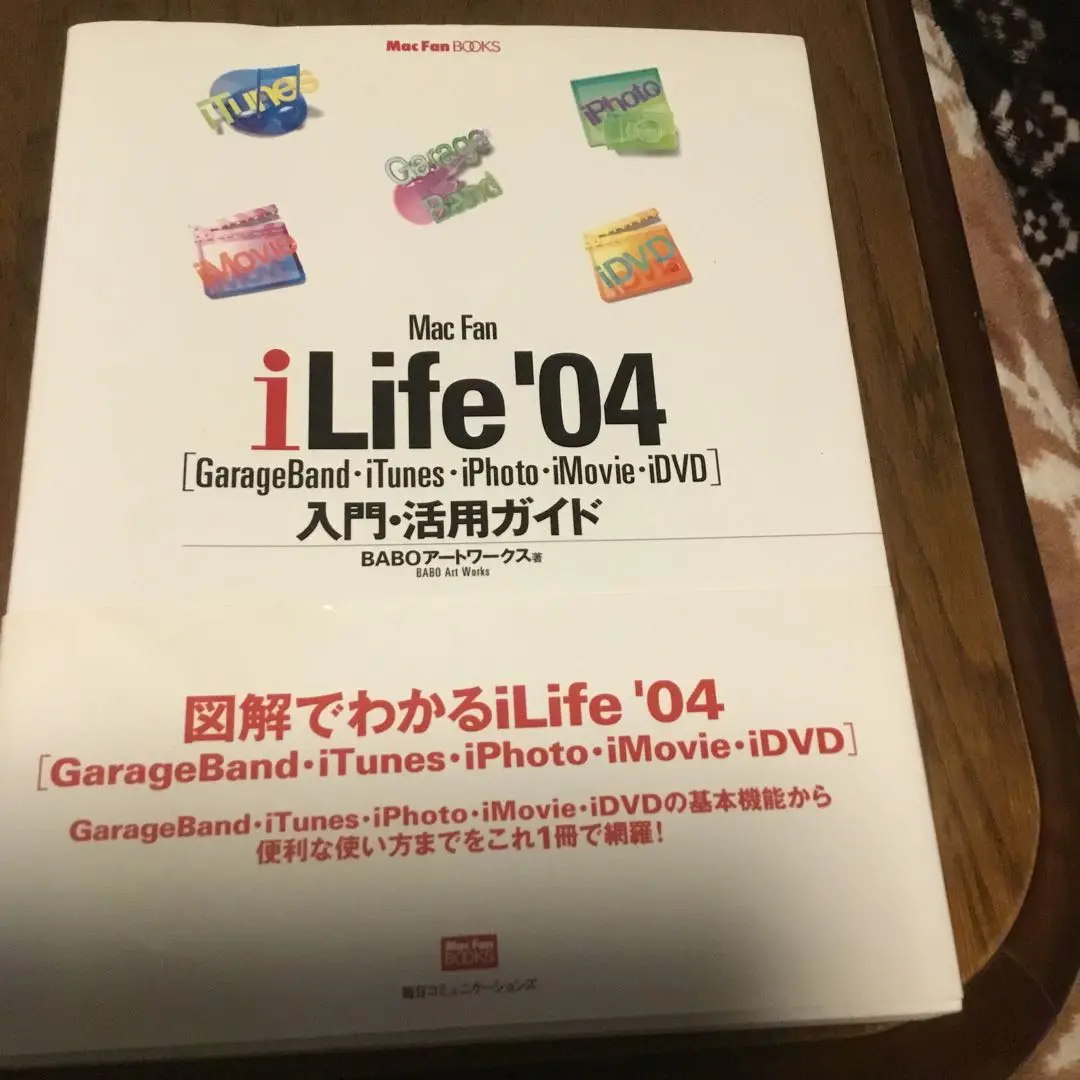 Mac Fan BOOKS
iTunes
iPhoto
Garage
Band
iMovie
iDVD
Mac Fan
iLife '04
[GarageBand・iTunes・iPhoto・iMovie・iDVD]
入門・活用ガイド
BABOアートワークス著
BABO Art Works
図解でわかるiLife '04
[GarageBand・iTunes・iPhoto・iMovie・iDVD]
GarageBand・iTunes・iPhoto・iMovie・iDVDの基本機能から
便利な使い方までをこれ1冊で網羅!
Mac Fan
BOOKS
毎日コミュニケーションズ